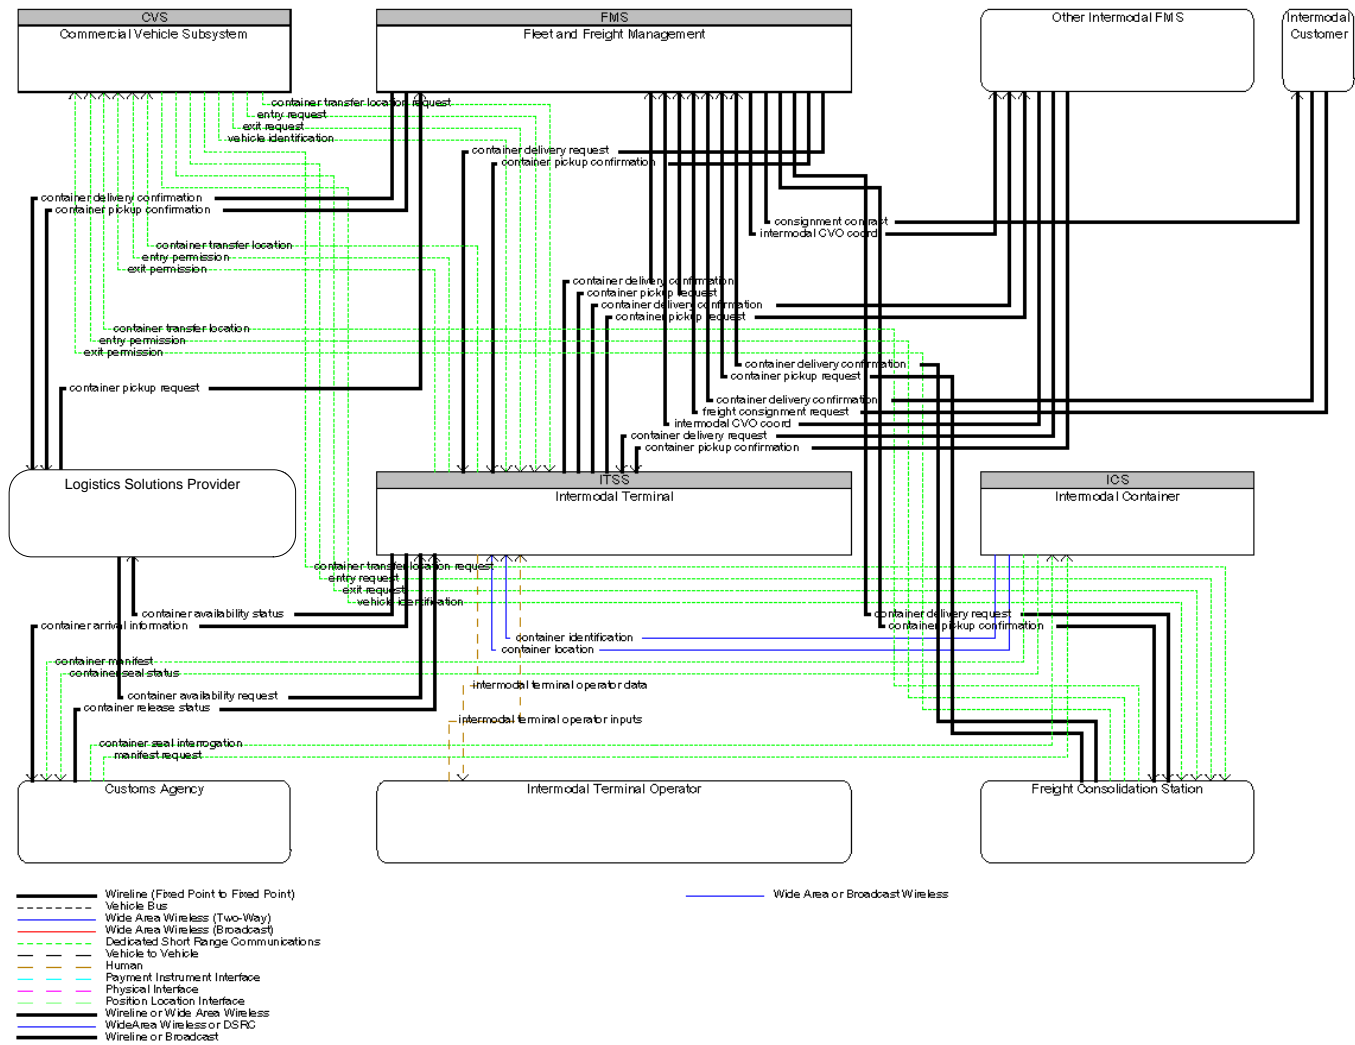 CVS
Commercial Vehicle Subsystem
FMS
Fleet and Freight Management
Other Intermodal FMS
Intermodal
Customer
container transfer location request
entry request
exit request
vehicle identification
container delivery request
container pickup confirmation
container delivery confirmation
container pickup confirmation
consignment contract
intermodal CVO coord
container transfer location
entry permission
exit permission
container delivery confirmation
container pickup request
container delivery confirmation
container pickup request
container transfer location
entry permission
exit permission
container delivery confirmation
container pickup request
container pickup request
container delivery confirmation
freight consignment request
intermodal CVO coord
container delivery request
container pickup confirmation
Logistics Solutions Provider
ITSS
Intermodal Terminal
ICS
Intermodal Container
container transfer location request
entry request
exit request
vehicle identification
container availability status
container arrival information
container delivery request
container pickup confirmation
container identification
container location
container manifest
container seal status
intermodal terminal operator data
container availability request
container release status
intermodal terminal operator inputs
container seal interrogation
manifest request
Customs Agency
Intermodal Terminal Operator
Freight Consolidation Station
Wireline (Fixed Point to Fixed Point)
Vehicle Bus
Wide Area Wireless (Two-Way)
Wide Area Wireless (Broadcast)
Dedicated Short Range Communications
Vehicle to Vehicle
Human
Payment Instrument Interface
Physical Interface
Position Location Interface
Wireline or Wide Area Wireless
WideArea Wireless or DSRC
Wireline or Broadcast
Wide Area or Broadcast Wireless